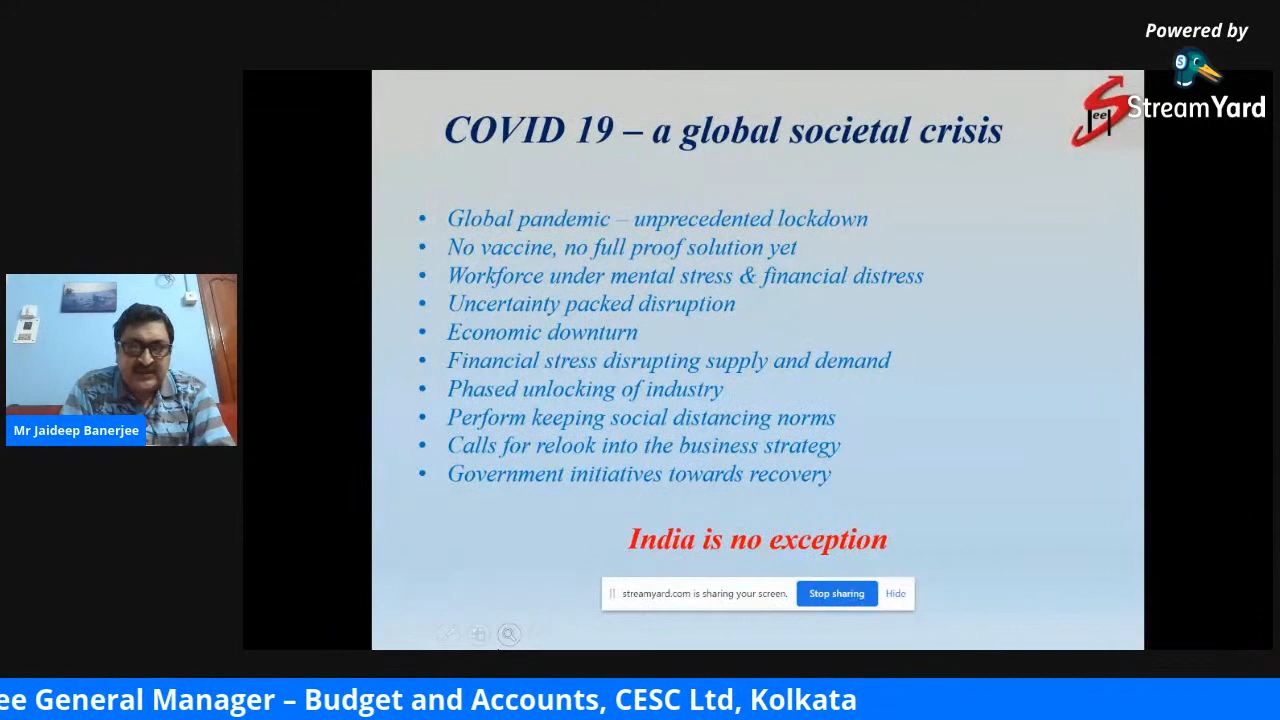 Powered by
StreamYard
S
eel
COVID 19 – a global societal crisis
• Global pandemic – unprecedented lockdown
• No vaccine, no full proof solution yet
• Workforce under mental stress & financial distress
• Uncertainty packed disruption
• Economic downturn
• Financial stress disrupting supply and demand
• Phased unlocking of industry
• Perform keeping social distancing norms
• Calls for relook into the business strategy
• Government initiatives towards recovery
India is no exception
streamyard.com is sharing your screen. Stop sharing Hide
Mr Jaideep Banerjee
ee General Manager – Budget and Accounts, CESC Ltd, Kolkata